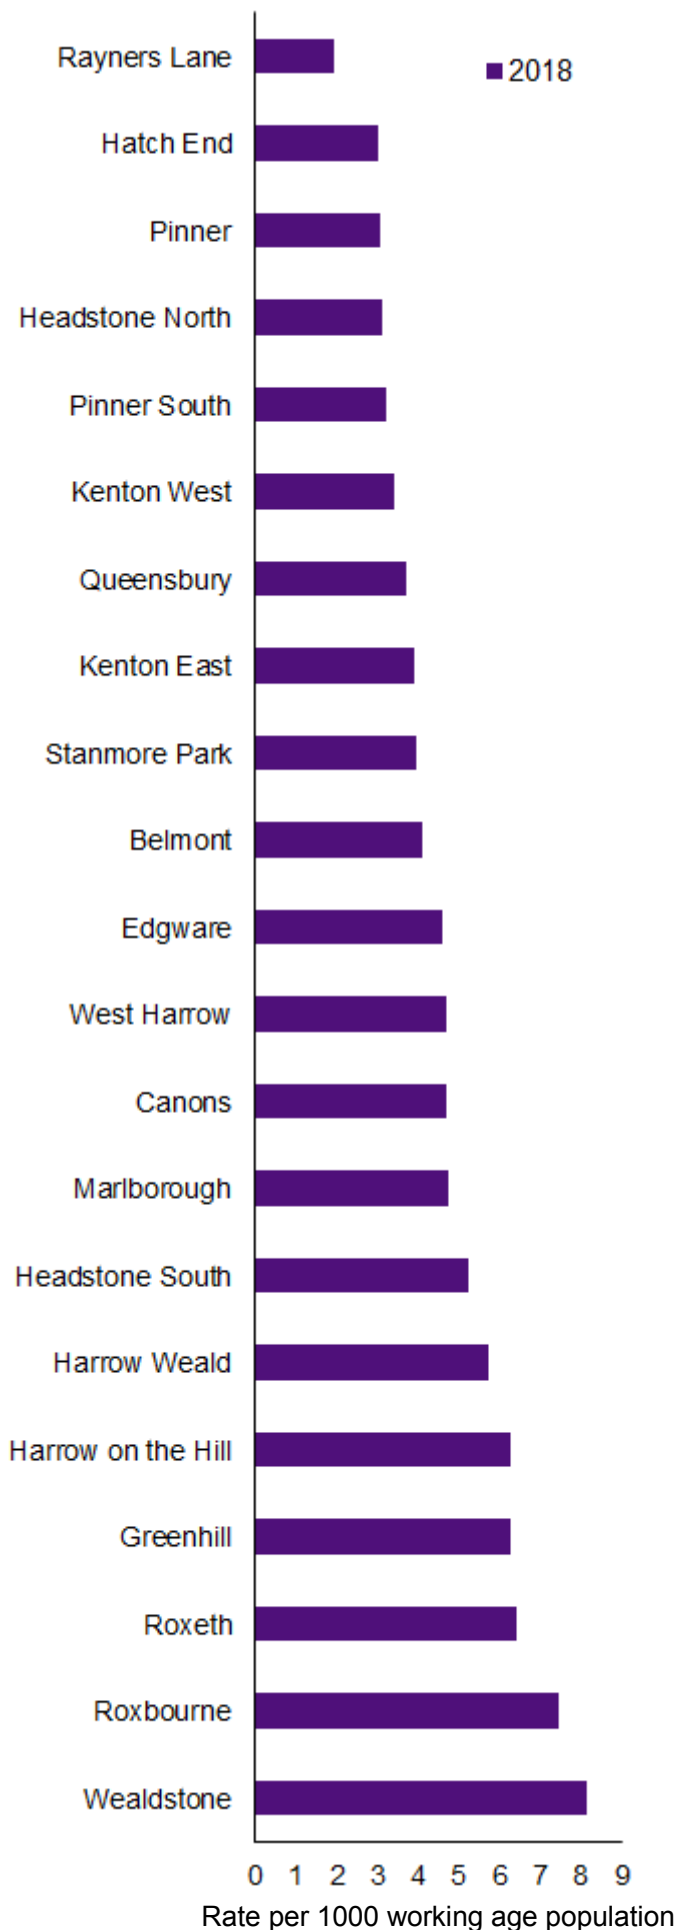 Rayners Lane
2018
Hatch End
Pinner
Headstone North
Pinner South
Kenton West
Queensbury
Kenton East
Stanmore Park
Belmont
Edgware
West Harrow
Canons
Marlborough
Headstone South
Harrow Weald
Harrow on the Hill
Greenhill
Roxeth
Roxbourne
Wealdstone
0 1 2 3 4 5 6 7 8 9
Rate per 1000 working age population